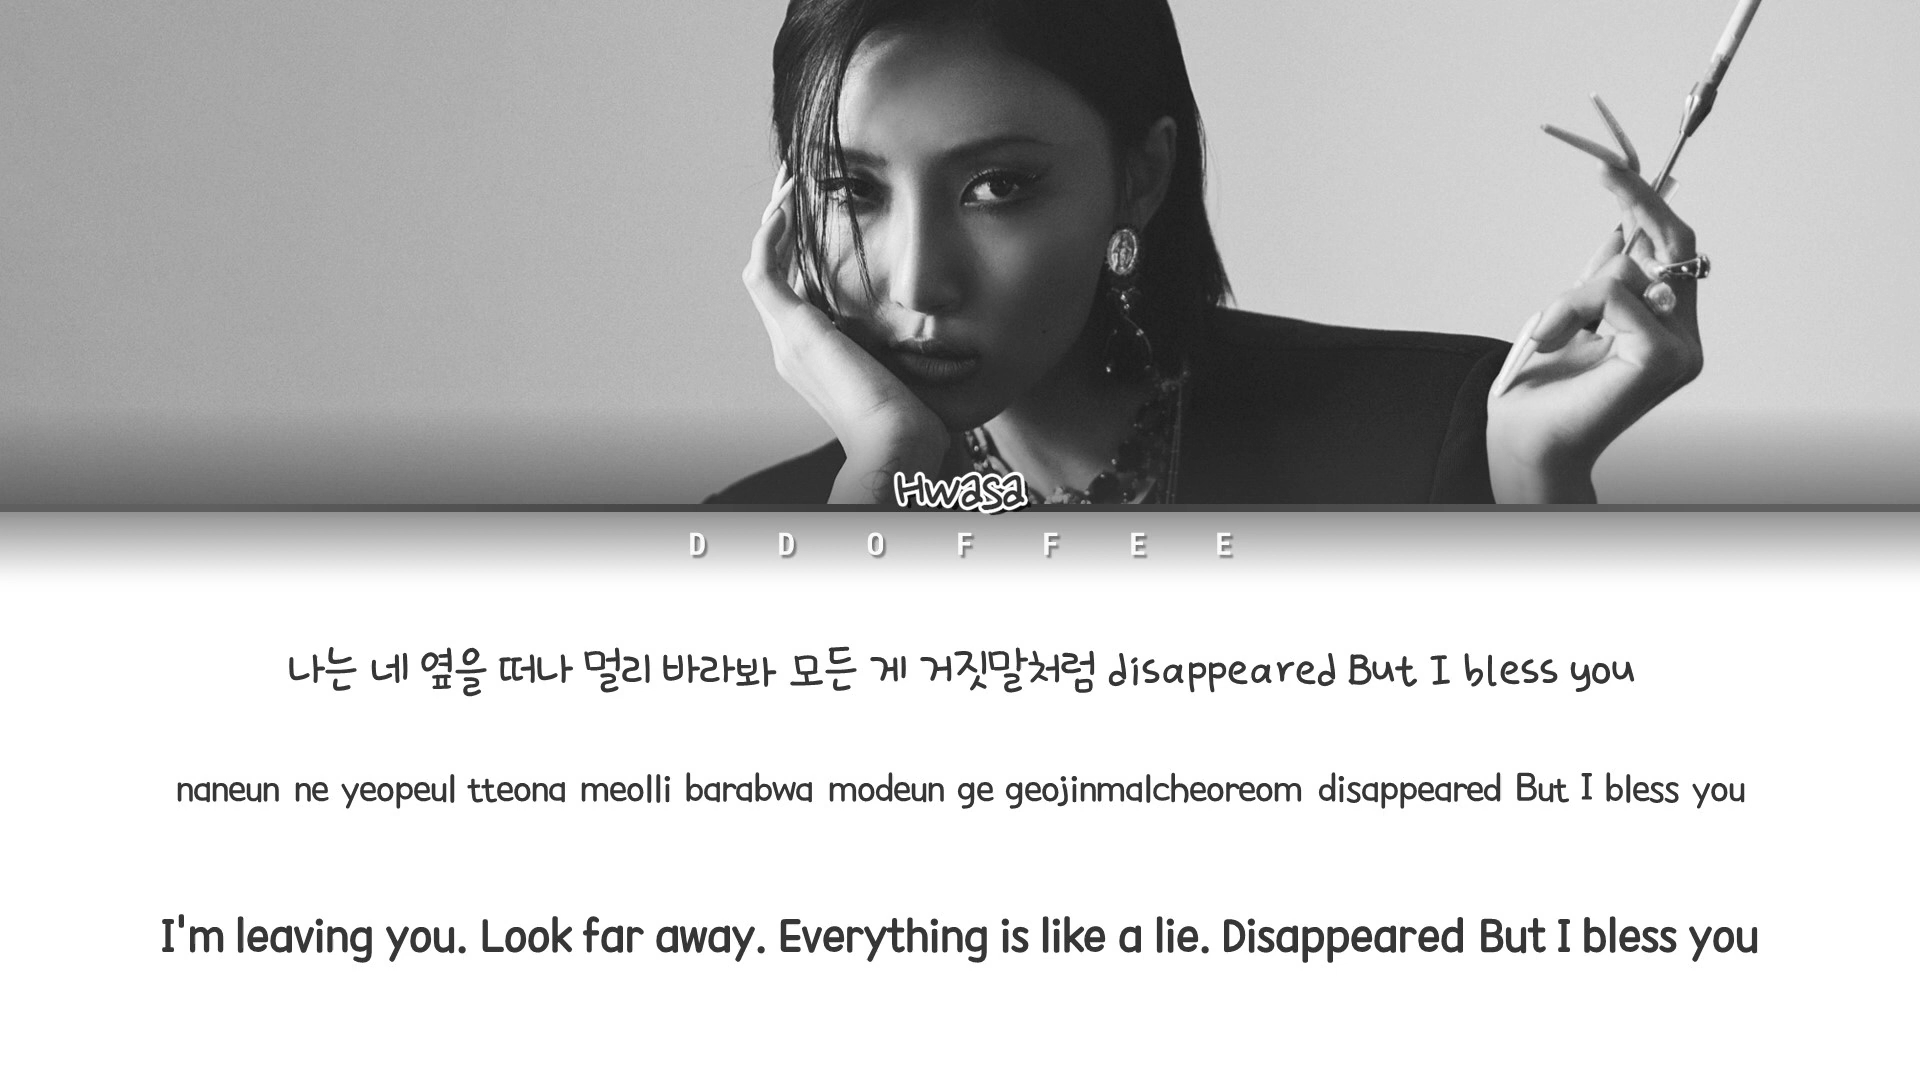 Hwasa
D D O F F E E
나는 네 옆을 떠나 멀리 바라봐 모든 게 거짓말처럼 disappeared But I bless you
naneun ne yeopeul tteona meolli barabwa modeun ge geojinmalcheoreom disappeared But I bless you
I'm leaving you. Look far away. Everything is like a lie. Disappeared But I bless you